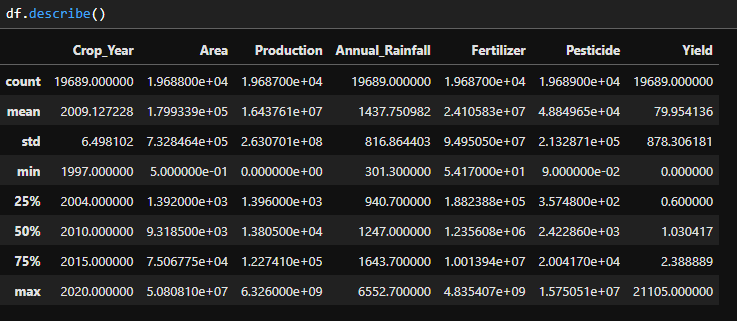 df.describe()
Crop_Year Area Production Annual_Rainfall Fertilizer Pesticide Yield
count 19689.000000 1.968800e+04 1.968700e+04 19689.000000 1.968700e+04 1.968900e+04 19689.000000
mean 2009.127228 1.799339e+05 1.643761e+07 1437.750982 2.410583e+07 4.884965e+04 79.954136
std 6.498102 7.328464e+05 2.630701e+08 816.864403 9.495050e+07 2.132871e+05 878.306181
min 1997.000000 5.000000e-01 0.000000e+00 301.300000 5.417000e+01 9.000000e-02 0.000000
25% 2004.000000 1.392000e+03 1.396000e+03 940.700000 1.882388e+05 3.574800e+02 0.600000
50% 2010.000000 9.318500e+03 1.380500e+04 1247.000000 1.235608e+06 2.422860e+03 1.030417
75% 2015.000000 7.506775e+04 1.227410e+05 1643.700000 1.001394e+07 2.004170e+04 2.388889
max 2020.000000 5.080810e+07 6.326000e+09 6552.700000 4.835407e+09 1.575051e+07 21105.000000